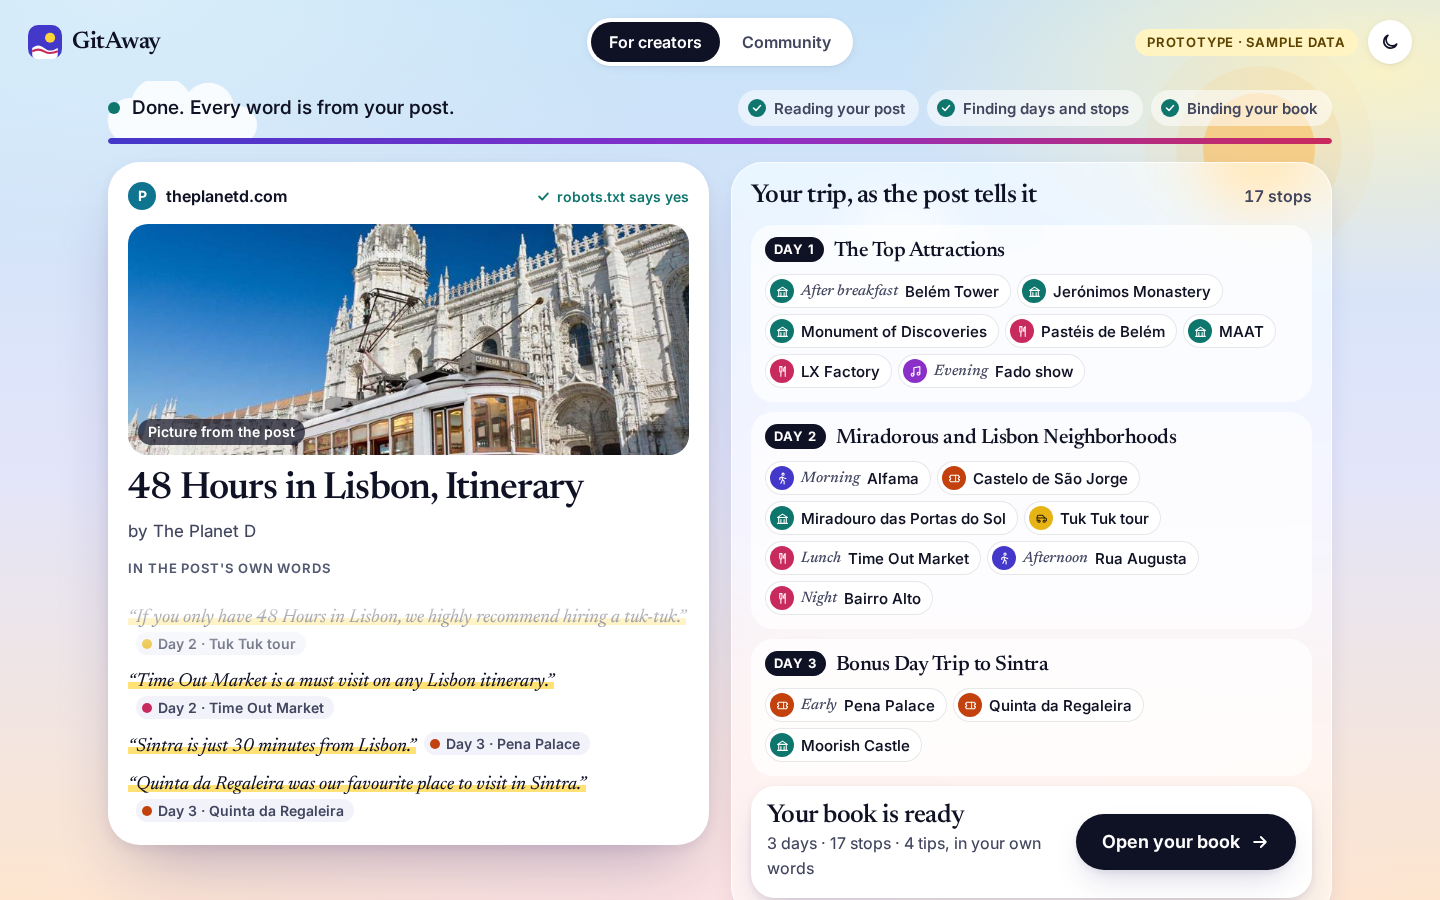 GitAway
For creators
Community
PROTOTYPE · SAMPLE DATA
Done. Every word is from your post.
Reading your post
Finding days and stops
Binding your book
P
theplanetd.com
robots.txt says yes
CARREIRA Nº
Picture from the post
48 Hours in Lisbon, Itinerary
by The Planet D
IN THE POST'S OWN WORDS
“If you only have 48 Hours in Lisbon, we highly recommend hiring a tuk-tuk.”
Day 2 · Tuk Tuk tour
“Time Out Market is a must visit on any Lisbon itinerary.”
Day 2 · Time Out Market
“Sintra is just 30 minutes from Lisbon.” Day 3 · Pena Palace
“Quinta da Regaleira was our favourite place to visit in Sintra.”
Day 3 · Quinta da Regaleira
Your trip, as the post tells it
17 stops
DAY 1 The Top Attractions
After breakfast Belém Tower Jerónimos Monastery
Monument of Discoveries Pastéis de Belém MAAT
LX Factory Evening Fado show
DAY 2 Miradorous and Lisbon Neighborhoods
Morning Alfama Castelo de São Jorge
Miradouro das Portas do Sol Tuk Tuk tour
Lunch Time Out Market Afternoon Rua Augusta
Night Bairro Alto
DAY 3 Bonus Day Trip to Sintra
Early Pena Palace Quinta da Regaleira
Moorish Castle
Your book is ready
3 days · 17 stops · 4 tips, in your own
words
Open your book